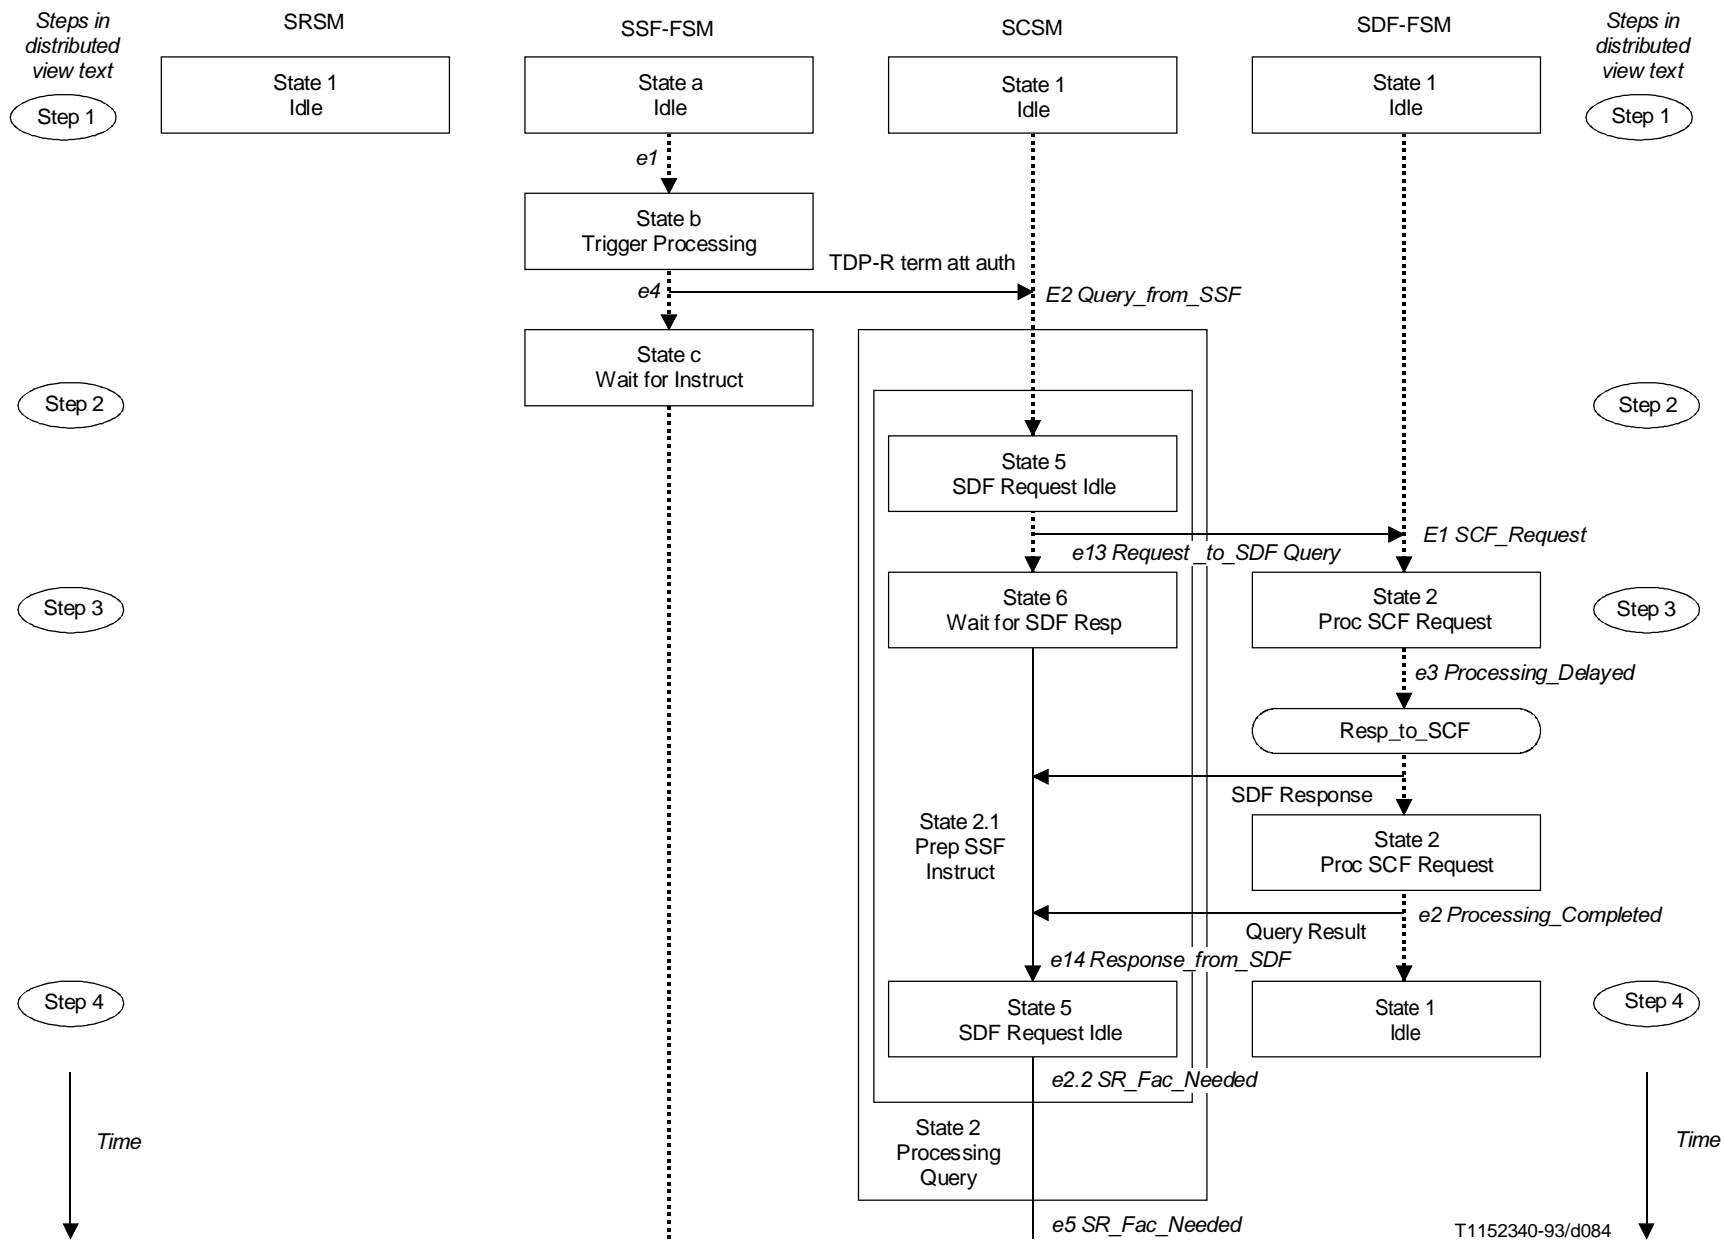 Steps in
distributed
view text
SRSM
SSF-FSM
SCSM
SDF-FSM
Steps in
distributed
view text
Step 1
State 1
Idle
State a
Idle
State 1
Idle
State 1
Idle
Step 1
e1
State b
Trigger Processing
TDP-R term att auth
e4
E2 Query_from_SSF
State c
Wait for Instruct
Step 2
Step 2
State 5
SDF Request Idle
E1 SCF_Request
e13 Request_to_SDF Query
Step 3
State 6
Wait for SDF Resp
State 2
Proc SCF Request
Step 3
e3 Processing_Delayed
Resp_to_SCF
SDF Response
State 2.1
Prep SSF
Instruct
State 2
Proc SCF Request
e2 Processing_Completed
Query Result
e14 Response_from_SDF
Step 4
State 5
SDF Request Idle
State 1
Idle
Step 4
e2.2 SR_Fac_Needed
Time
State 2
Processing
Query
Time
e5 SR_Fac_Needed
T1152340-93/d084